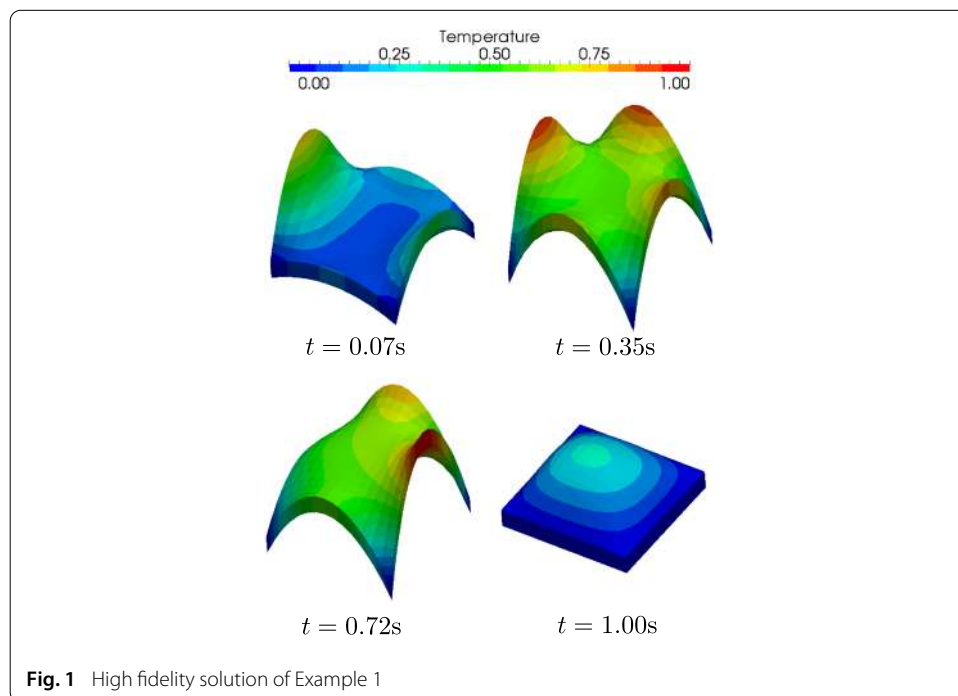 Temperature
0.25 0.50 0.75
0.00 1.00
t = 0.07s t = 0.35s
t = 0.72s t = 1.00s
Fig. 1 High fidelity solution of Example 1